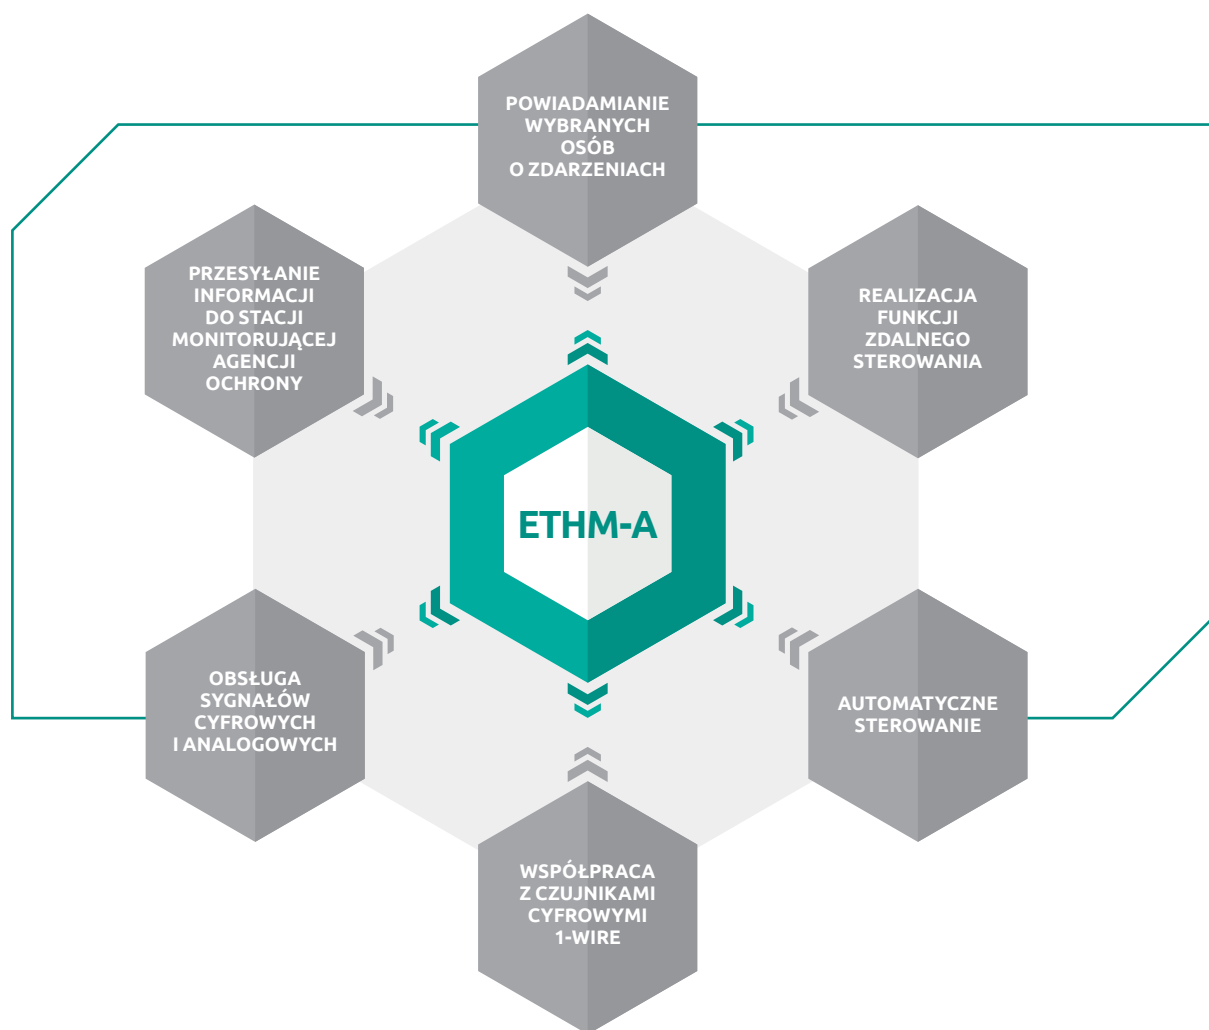 POWIADAMIANIE
WYBRANYCH
OSÓB
O ZDARZENIACH
PRZESYŁANIE
INFORMACJI
DO STACJI
MONITORUJĄCEJ
AGENCJI
OCHRONY
REALIZACJA
FUNKCJI
ZDALNEGO
STEROWANIA
ETHM-A
OBSŁUGA
SYGNAŁÓW
CYFROWYCH
I ANALOGOWYCH
AUTOMATYCZNE
STEROWANIE
WSPÓŁPRACA
Z CZUJNIKAMI
CYFROWYMI
1-WIRE